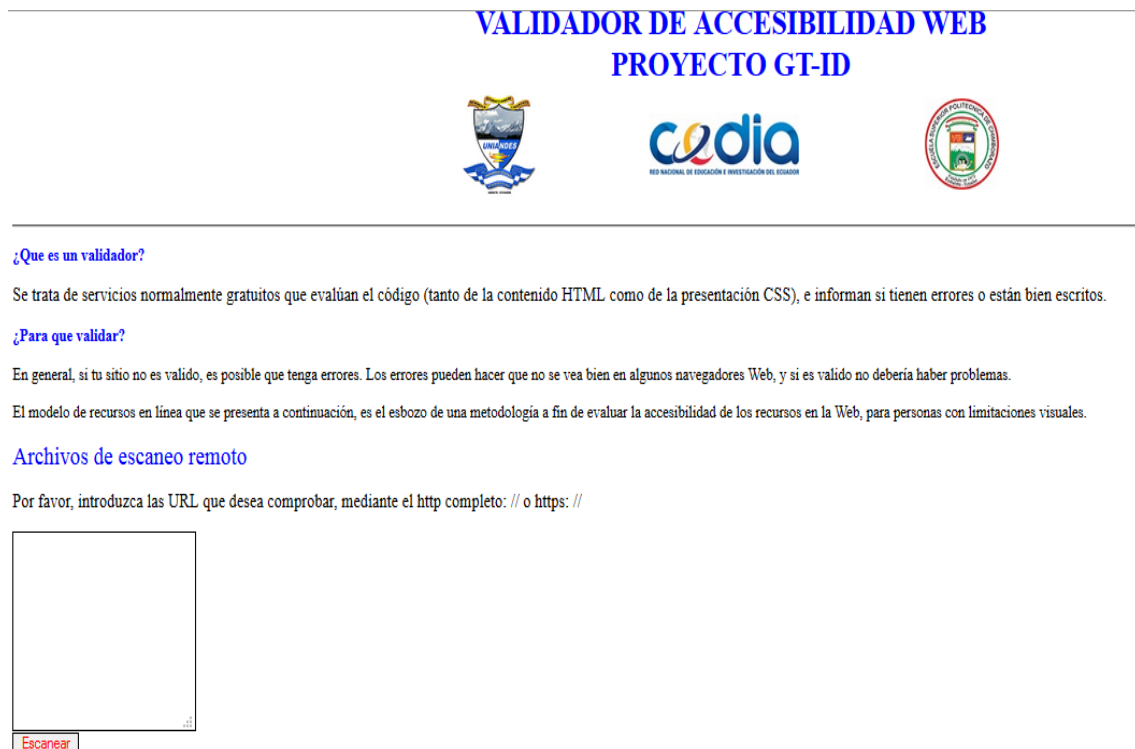 VALIDADOR DE ACCESIBILIDAD WEB
PROYECTO GT-ID
UNIANDES
cedia
RED NACIONAL DE EDUCACIÓN E INVESTIGACIÓN DEL ECUADOR
ESCUELA SUPERIOR POLITECNICA DE CHIMBORAZO
¿Que es un validador?
Se trata de servicios normalmente gratuitos que evalúan el código (tanto de la contenido HTML como de la presentación CSS), e informan si tienen errores o están bien escritos.
¿Para que validar?
En general, si tu sitio no es valido, es posible que tenga errores. Los errores pueden hacer que no se vea bien en algunos navegadores Web, y si es valido no debería haber problemas.
El modelo de recursos en línea que se presenta a continuación, es el esbozo de una metodología a fin de evaluar la accesibilidad de los recursos en la Web, para personas con limitaciones visuales.
Archivos de escaneo remoto
Por favor, introduzca las URL que desea comprobar, mediante el http completo: // o https: //
Escanear